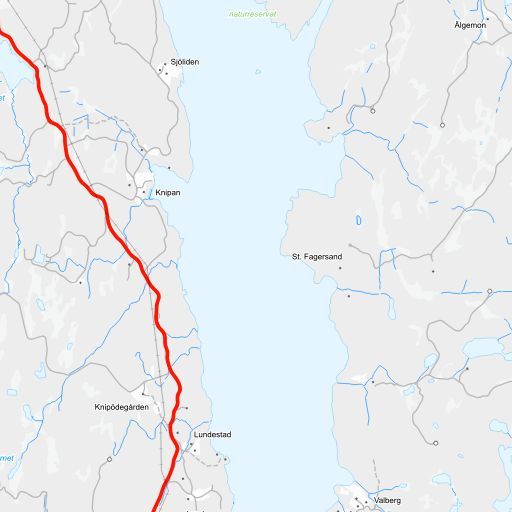 naturreservat
Älgemon
Sjöliden
Knipan
St. Fagersand
Knipödegården
Lundestad
Valberg